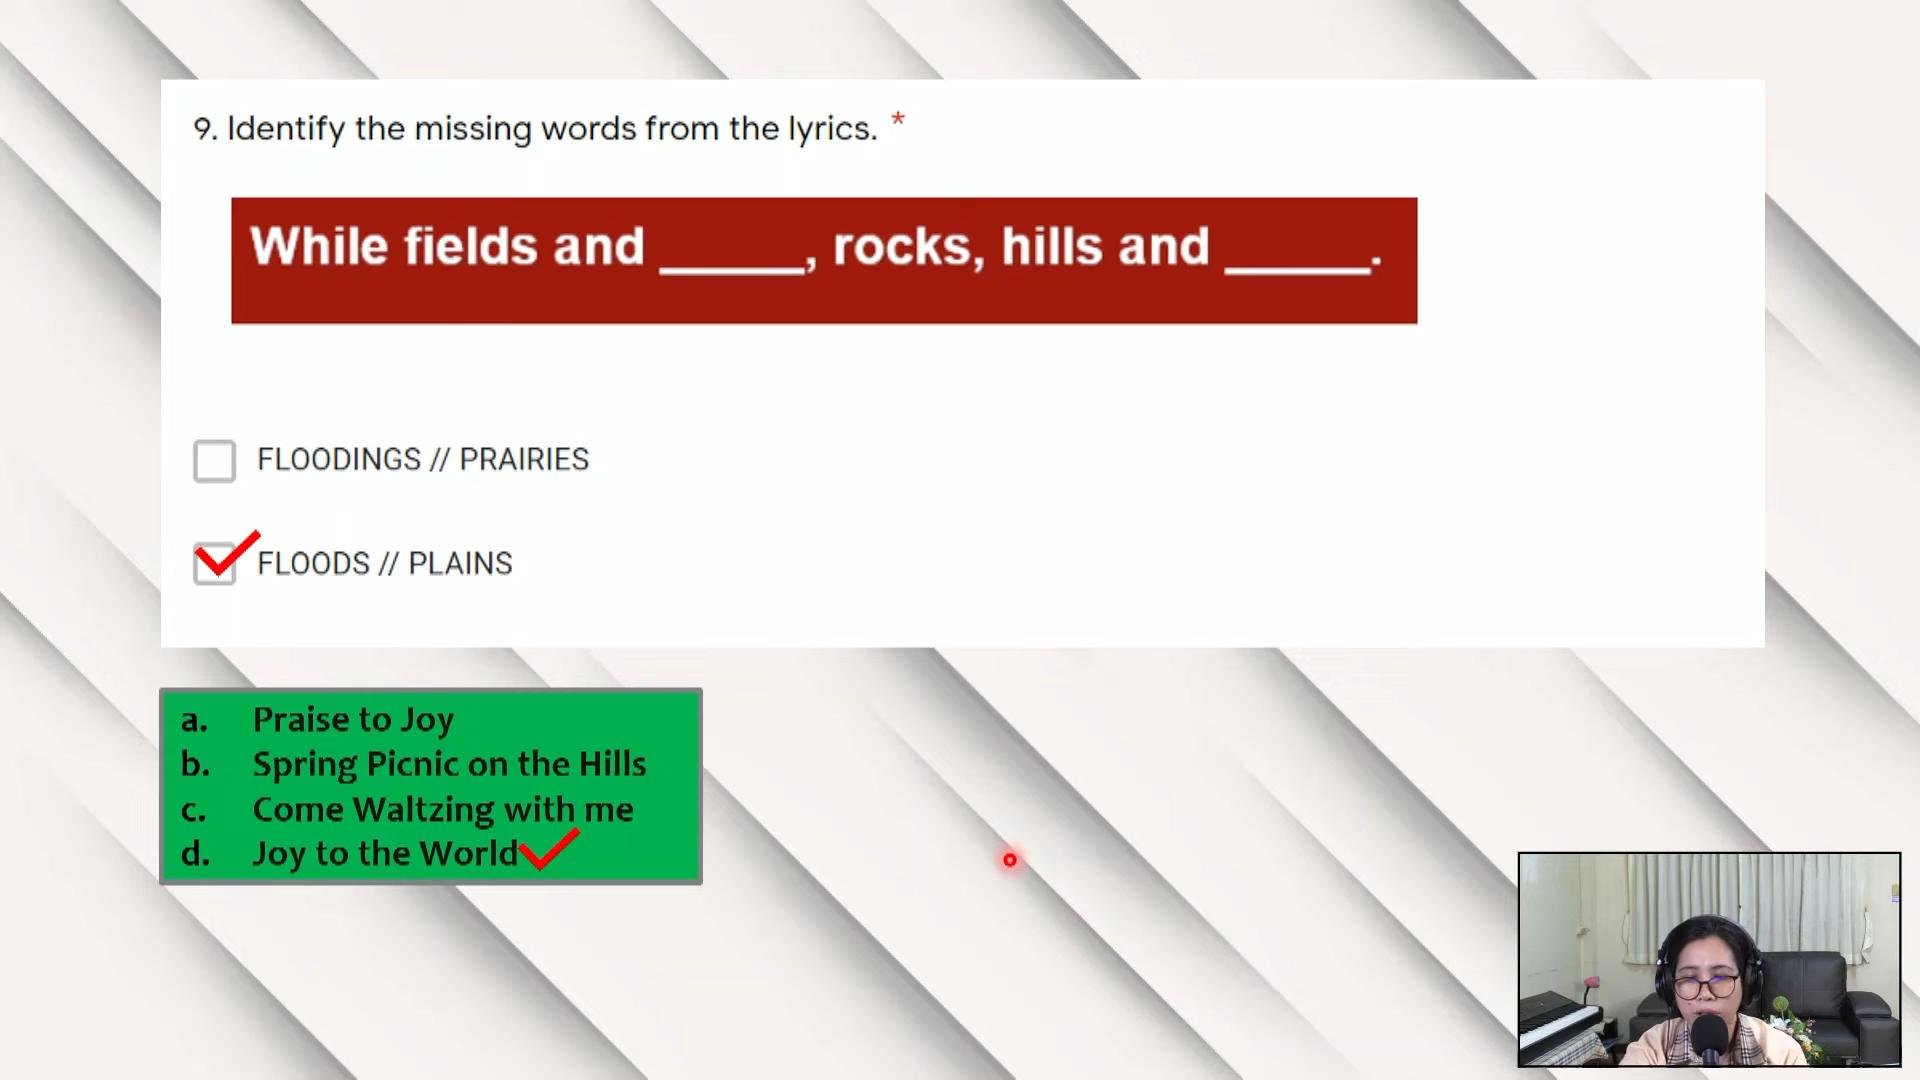 9. Identify the missing words from the lyrics. *
While fields and _____, rocks, hills and _____.
FLOODINGS // PRAIRIES
FLOODS // PLAINS
a. Praise to Joy
b. Spring Picnic on the Hills
c. Come Waltzing with me
d. Joy to the World